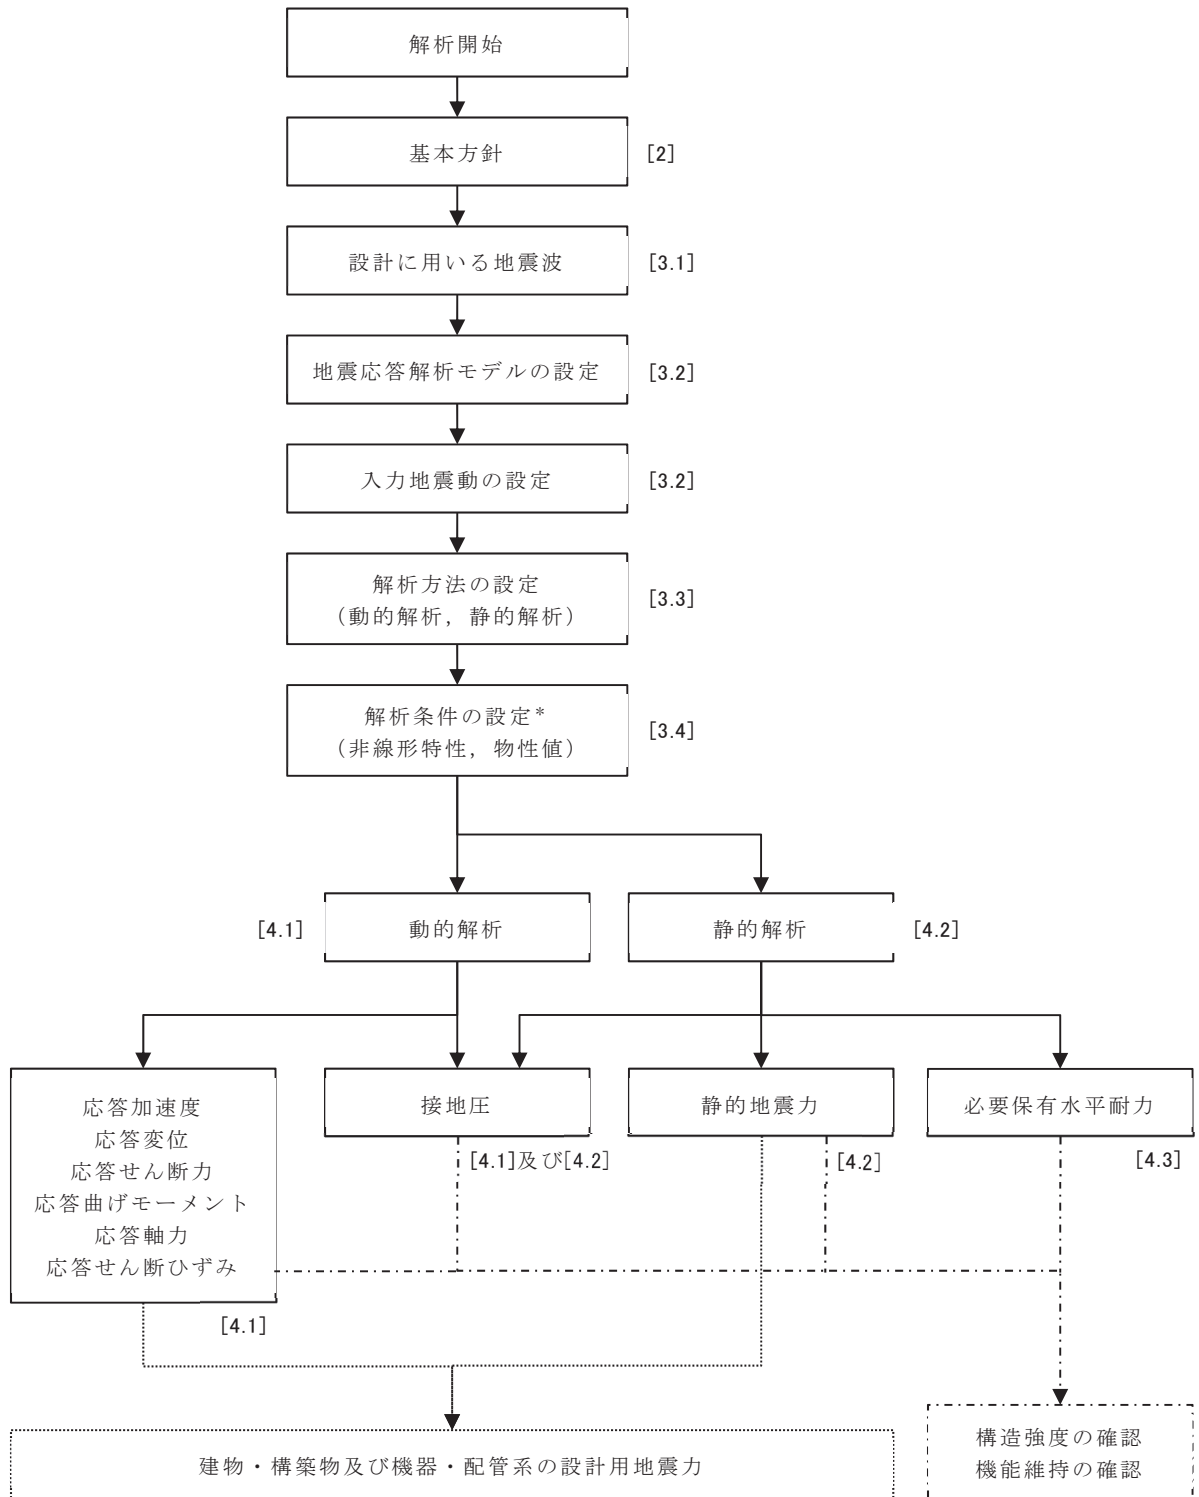 解析開始
基本方針
[2]
設計に用いる地震波
[3.1]
地震応答解析モデルの設定
[3.2]
入力地震動の設定
[3.2]
解析方法の設定
（動的解析，静的解析）
[3.3]
解析条件の設定*
（非線形特性，物性値）
[3.4]
[4.1]
動的解析
静的解析
[4.2]
応答加速度
応答変位
応答せん断力
応答曲げモーメント
応答軸力
応答せん断ひずみ
[4.1]
接地圧
[4.1]及び[4.2]
静的地震力
[4.2]
必要保有水平耐力
[4.3]
建物・構築物及び機器・配管系の設計用地震力
構造強度の確認
機能維持の確認